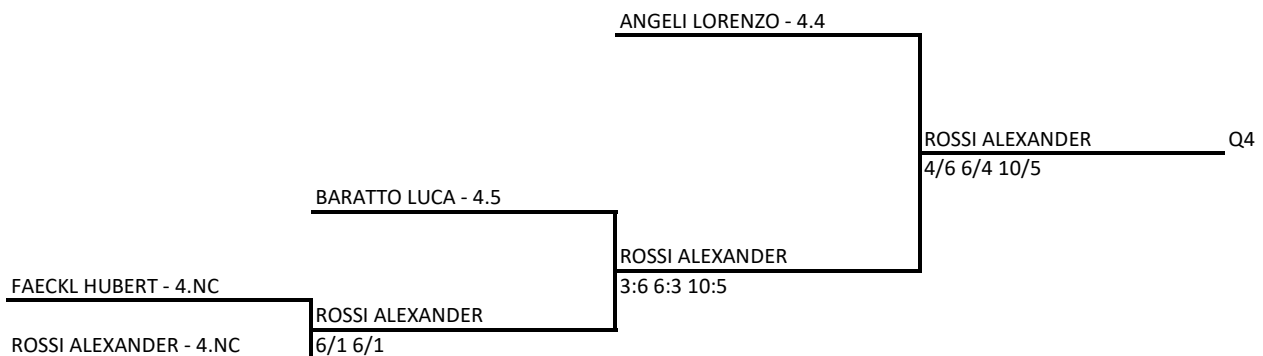 ANGELI LORENZO - 4.4
ROSSI ALEXANDER
Q4
4/6 6/4 10/5
BARATTO LUCA - 4.5
ROSSI ALEXANDER
3:6 6:3 10:5
FAECKL HUBERT - 4.NC
ROSSI ALEXANDER
6/1 6/1
ROSSI ALEXANDER - 4.NC